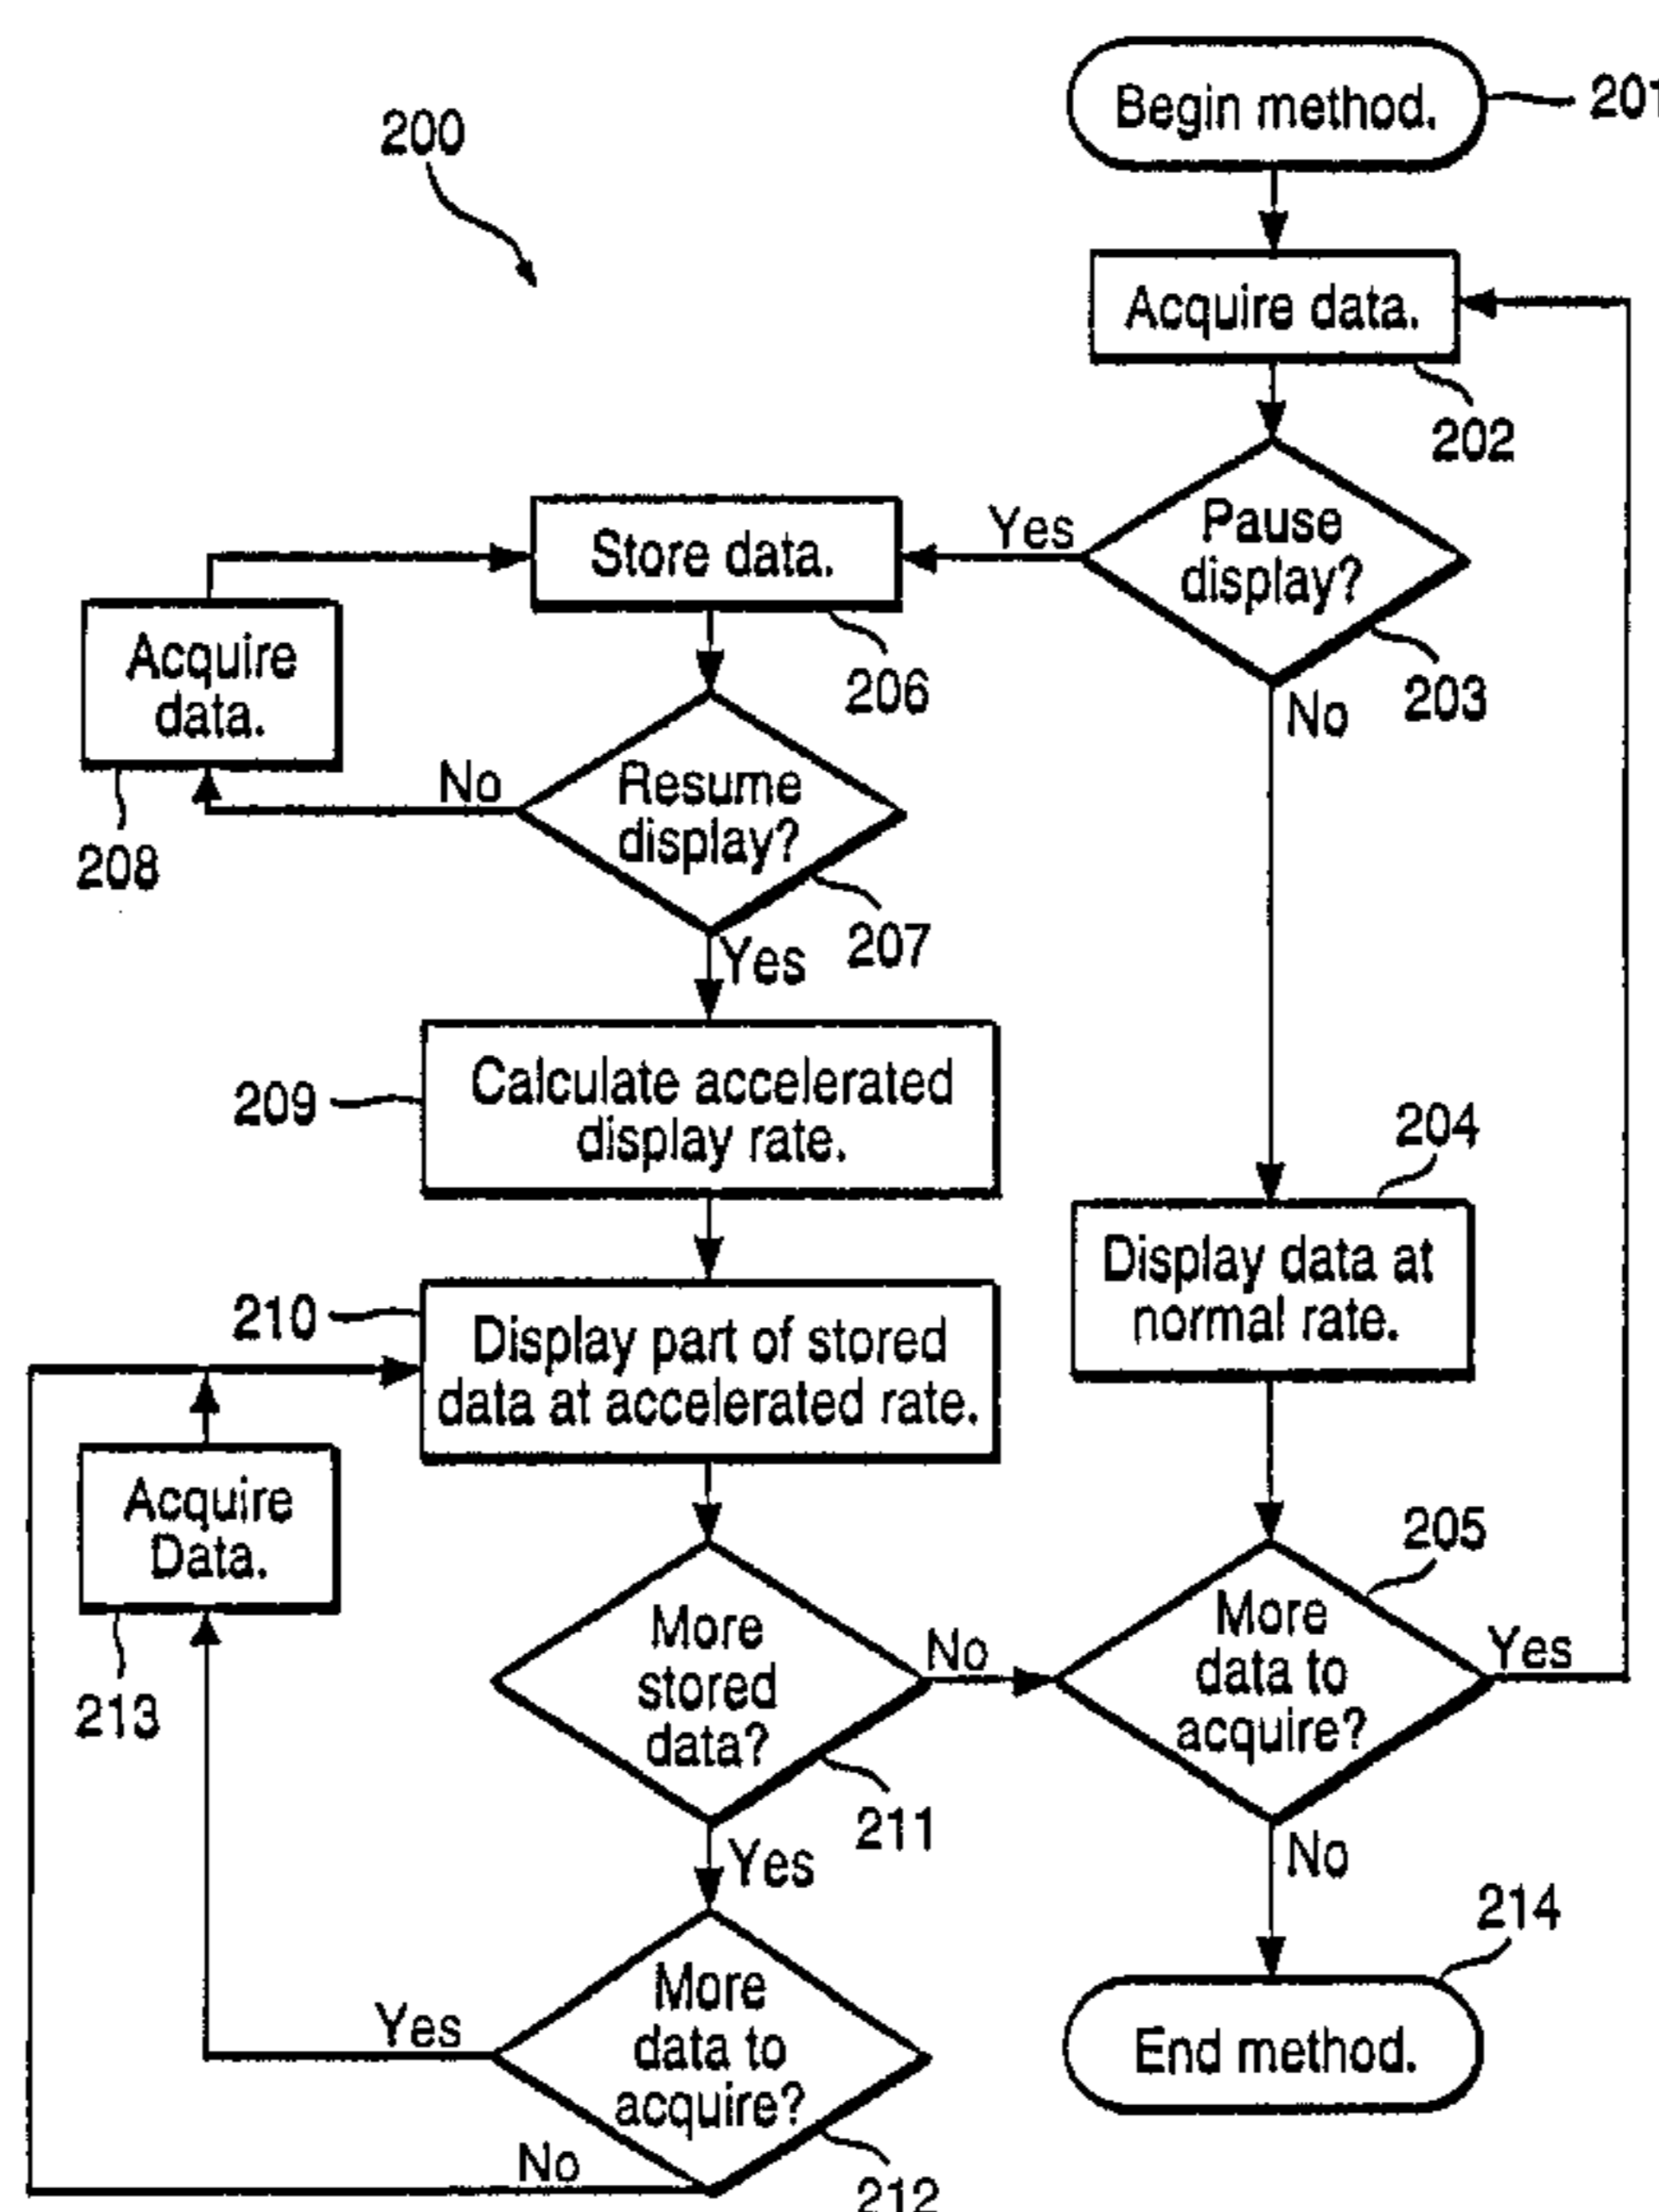 Begin method.
201
200
Acquire data.
202
Pause
display?
203
Yes
No
Store data.
206
Acquire
data.
208
Resume
display?
207
No
Yes
Calculate accelerated
display rate.
209
204
Display data at
normal rate.
210
Display part of stored
data at accelerated rate.
Acquire
Data.
213
More
stored
data?
211
No
Yes
205
More
data to
acquire?
Yes
No
More
data to
acquire?
212
Yes
No
214
End method.